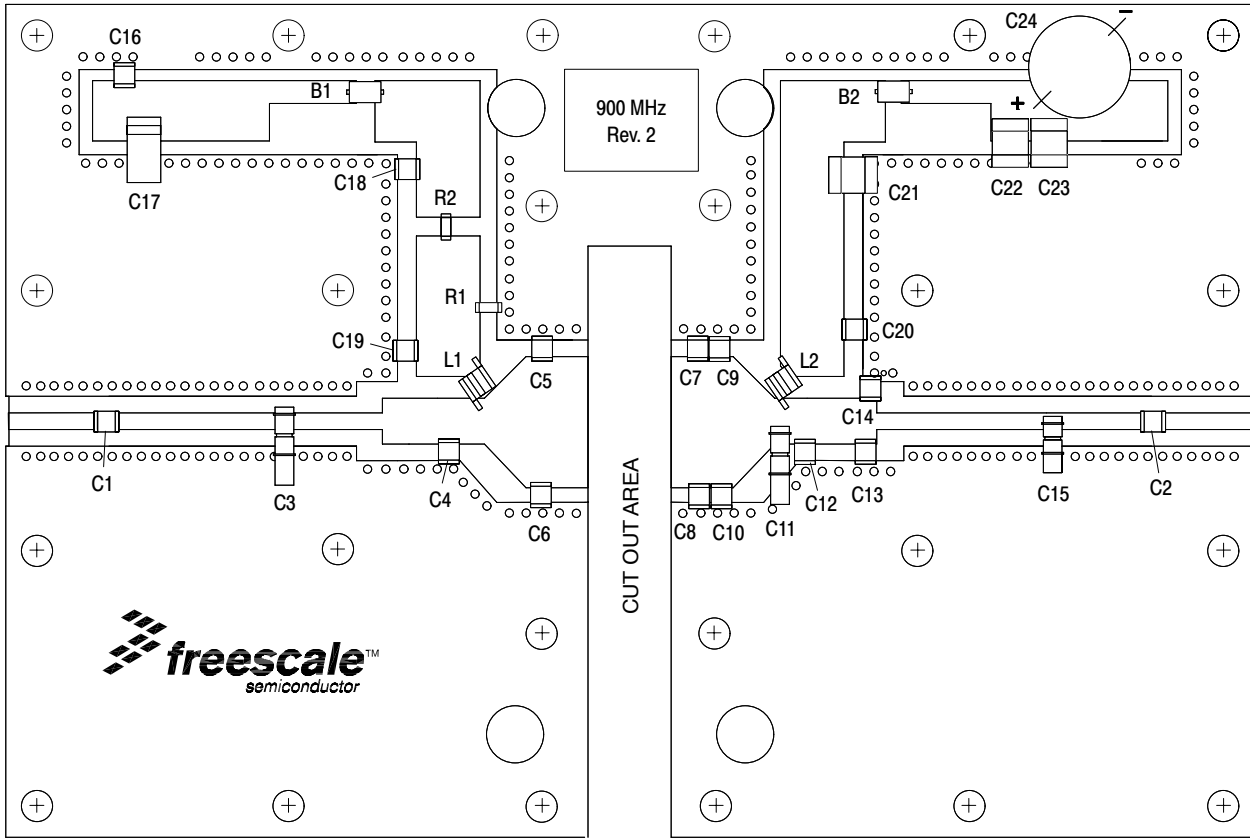 C16
C24
–
B1
900 MHz
Rev. 2
B2
+
C17
C18
R2
C21
C22
C23
R1
C19
L1
C5
C7
C9
L2
C20
C14
C1
C3
C4
C6
C8
C10
C11
C12
C13
C15
C2
CUT OUT AREA
freescale™
semiconductor